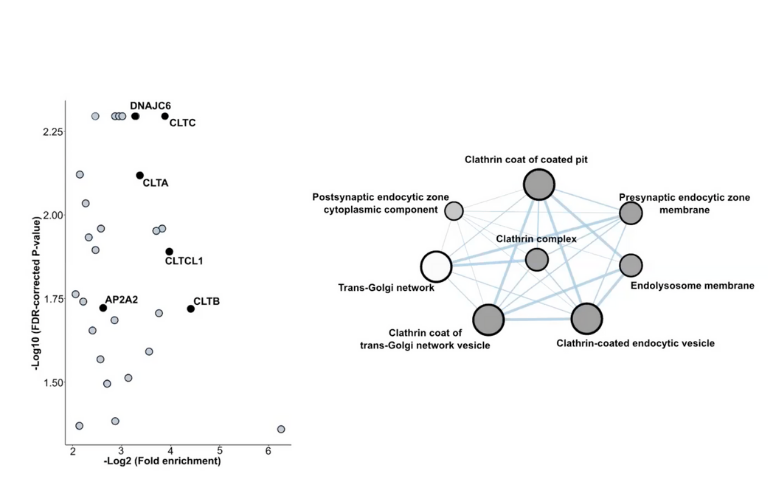 DNAJC6
CLTC
CLTA
CLTCL1
AP2A2
CLTB
2.25
2.00
1.75
1.50
-Log10 (FDR-corrected P-value)
2 3 4 5 6
-Log2 (Fold enrichment)
Clathrin coat of coated pit
Postsynaptic endocytic zone
cytoplasmic component
Presynaptic endocytic zone
membrane
Clathrin complex
Trans-Golgi network
Endolysosome membrane
Clathrin coat of
trans-Golgi network vesicle
Clathrin-coated endocytic vesicle